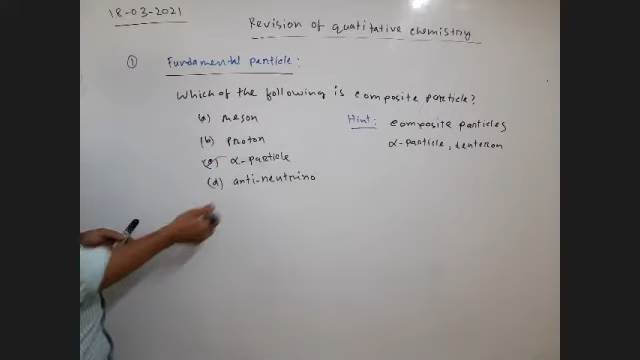 18-03-2021
Revision of quatitative chemistry
① Fundamental particle:
Which of the following is composite particle?
(a) Meson
(b) Proton
(c) α-particle
(d) anti-neutrino
Hint: composite particles
α-particle, deuteron